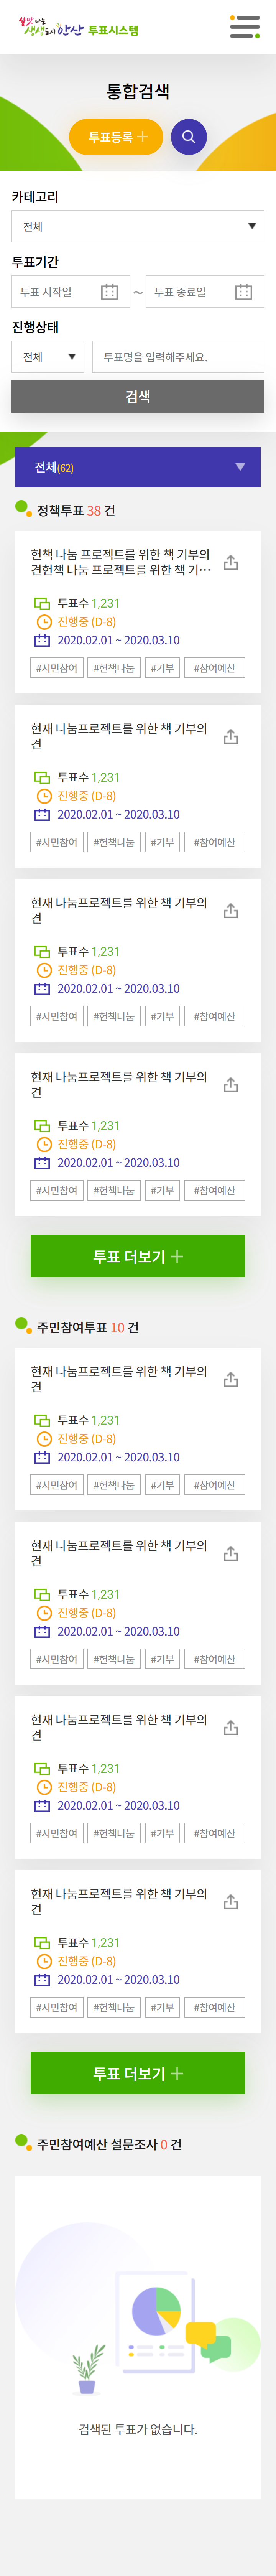 살맛 나는
생생도시 안산 투표시스템
통합검색
투표등록
카테고리
전체
투표기간
투표 시작일 ~ 투표 종료일
진행상태
전체 투표명을 입력해주세요.
검색
전체(62)
정책투표 38 건
헌책 나눔 프로젝트를 위한 책 기부의
견헌책 나눔 프로젝트를 위한 책 기…
투표수 1,231
진행중 (D-8)
2020.02.01 ~ 2020.03.10
#시민참여 #헌책나눔 #기부 #참여예산
현재 나눔프로젝트를 위한 책 기부의
견
투표수 1,231
진행중 (D-8)
2020.02.01 ~ 2020.03.10
#시민참여 #헌책나눔 #기부 #참여예산
현재 나눔프로젝트를 위한 책 기부의
견
투표수 1,231
진행중 (D-8)
2020.02.01 ~ 2020.03.10
#시민참여 #헌책나눔 #기부 #참여예산
현재 나눔프로젝트를 위한 책 기부의
견
투표수 1,231
진행중 (D-8)
2020.02.01 ~ 2020.03.10
#시민참여 #헌책나눔 #기부 #참여예산
투표 더보기
주민참여투표 10 건
현재 나눔프로젝트를 위한 책 기부의
견
투표수 1,231
진행중 (D-8)
2020.02.01 ~ 2020.03.10
#시민참여 #헌책나눔 #기부 #참여예산
현재 나눔프로젝트를 위한 책 기부의
견
투표수 1,231
진행중 (D-8)
2020.02.01 ~ 2020.03.10
#시민참여 #헌책나눔 #기부 #참여예산
현재 나눔프로젝트를 위한 책 기부의
견
투표수 1,231
진행중 (D-8)
2020.02.01 ~ 2020.03.10
#시민참여 #헌책나눔 #기부 #참여예산
현재 나눔프로젝트를 위한 책 기부의
견
투표수 1,231
진행중 (D-8)
2020.02.01 ~ 2020.03.10
#시민참여 #헌책나눔 #기부 #참여예산
투표 더보기
주민참여예산 설문조사 0 건
검색된 투표가 없습니다.